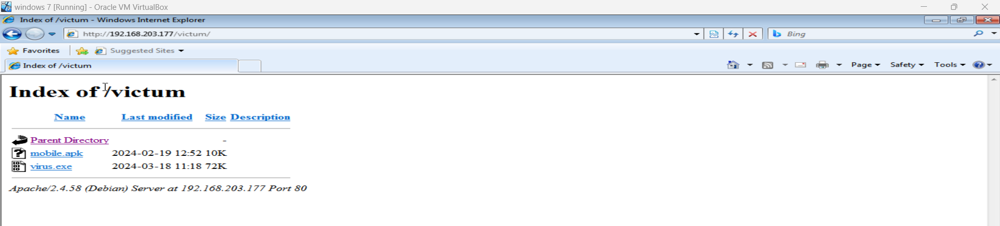 windows 7 [Running] - Oracle VM VirtualBox
Index of /victum - Windows Internet Explorer
http://192.168.203.177/victum/
Bing
Favorites
Suggested Sites
Index of /victum
Page
Safety
Tools
Index of /victum
Name Last modified Size Description
Parent Directory -
mobile.apk 2024-02-19 12:52 10K
virus.exe 2024-03-18 11:18 72K
Apache/2.4.58 (Debian) Server at 192.168.203.177 Port 80